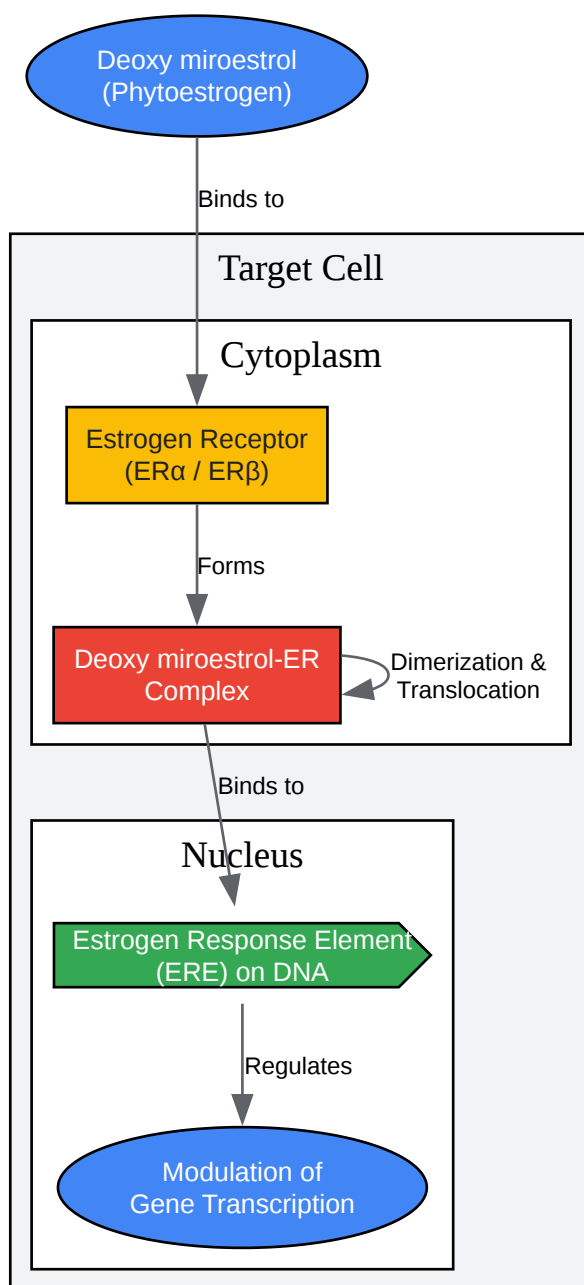 Deoxy miroestrol
(Phytoestrogen)
Binds to
Target Cell
Cytoplasm
Estrogen Receptor
(ERα / ERβ)
Forms
Deoxy miroestrol-ER
Complex
Dimerization &
Translocation
Binds to
Nucleus
Estrogen Response Element
(ERE) on DNA
Regulates
Modulation of
Gene Transcription